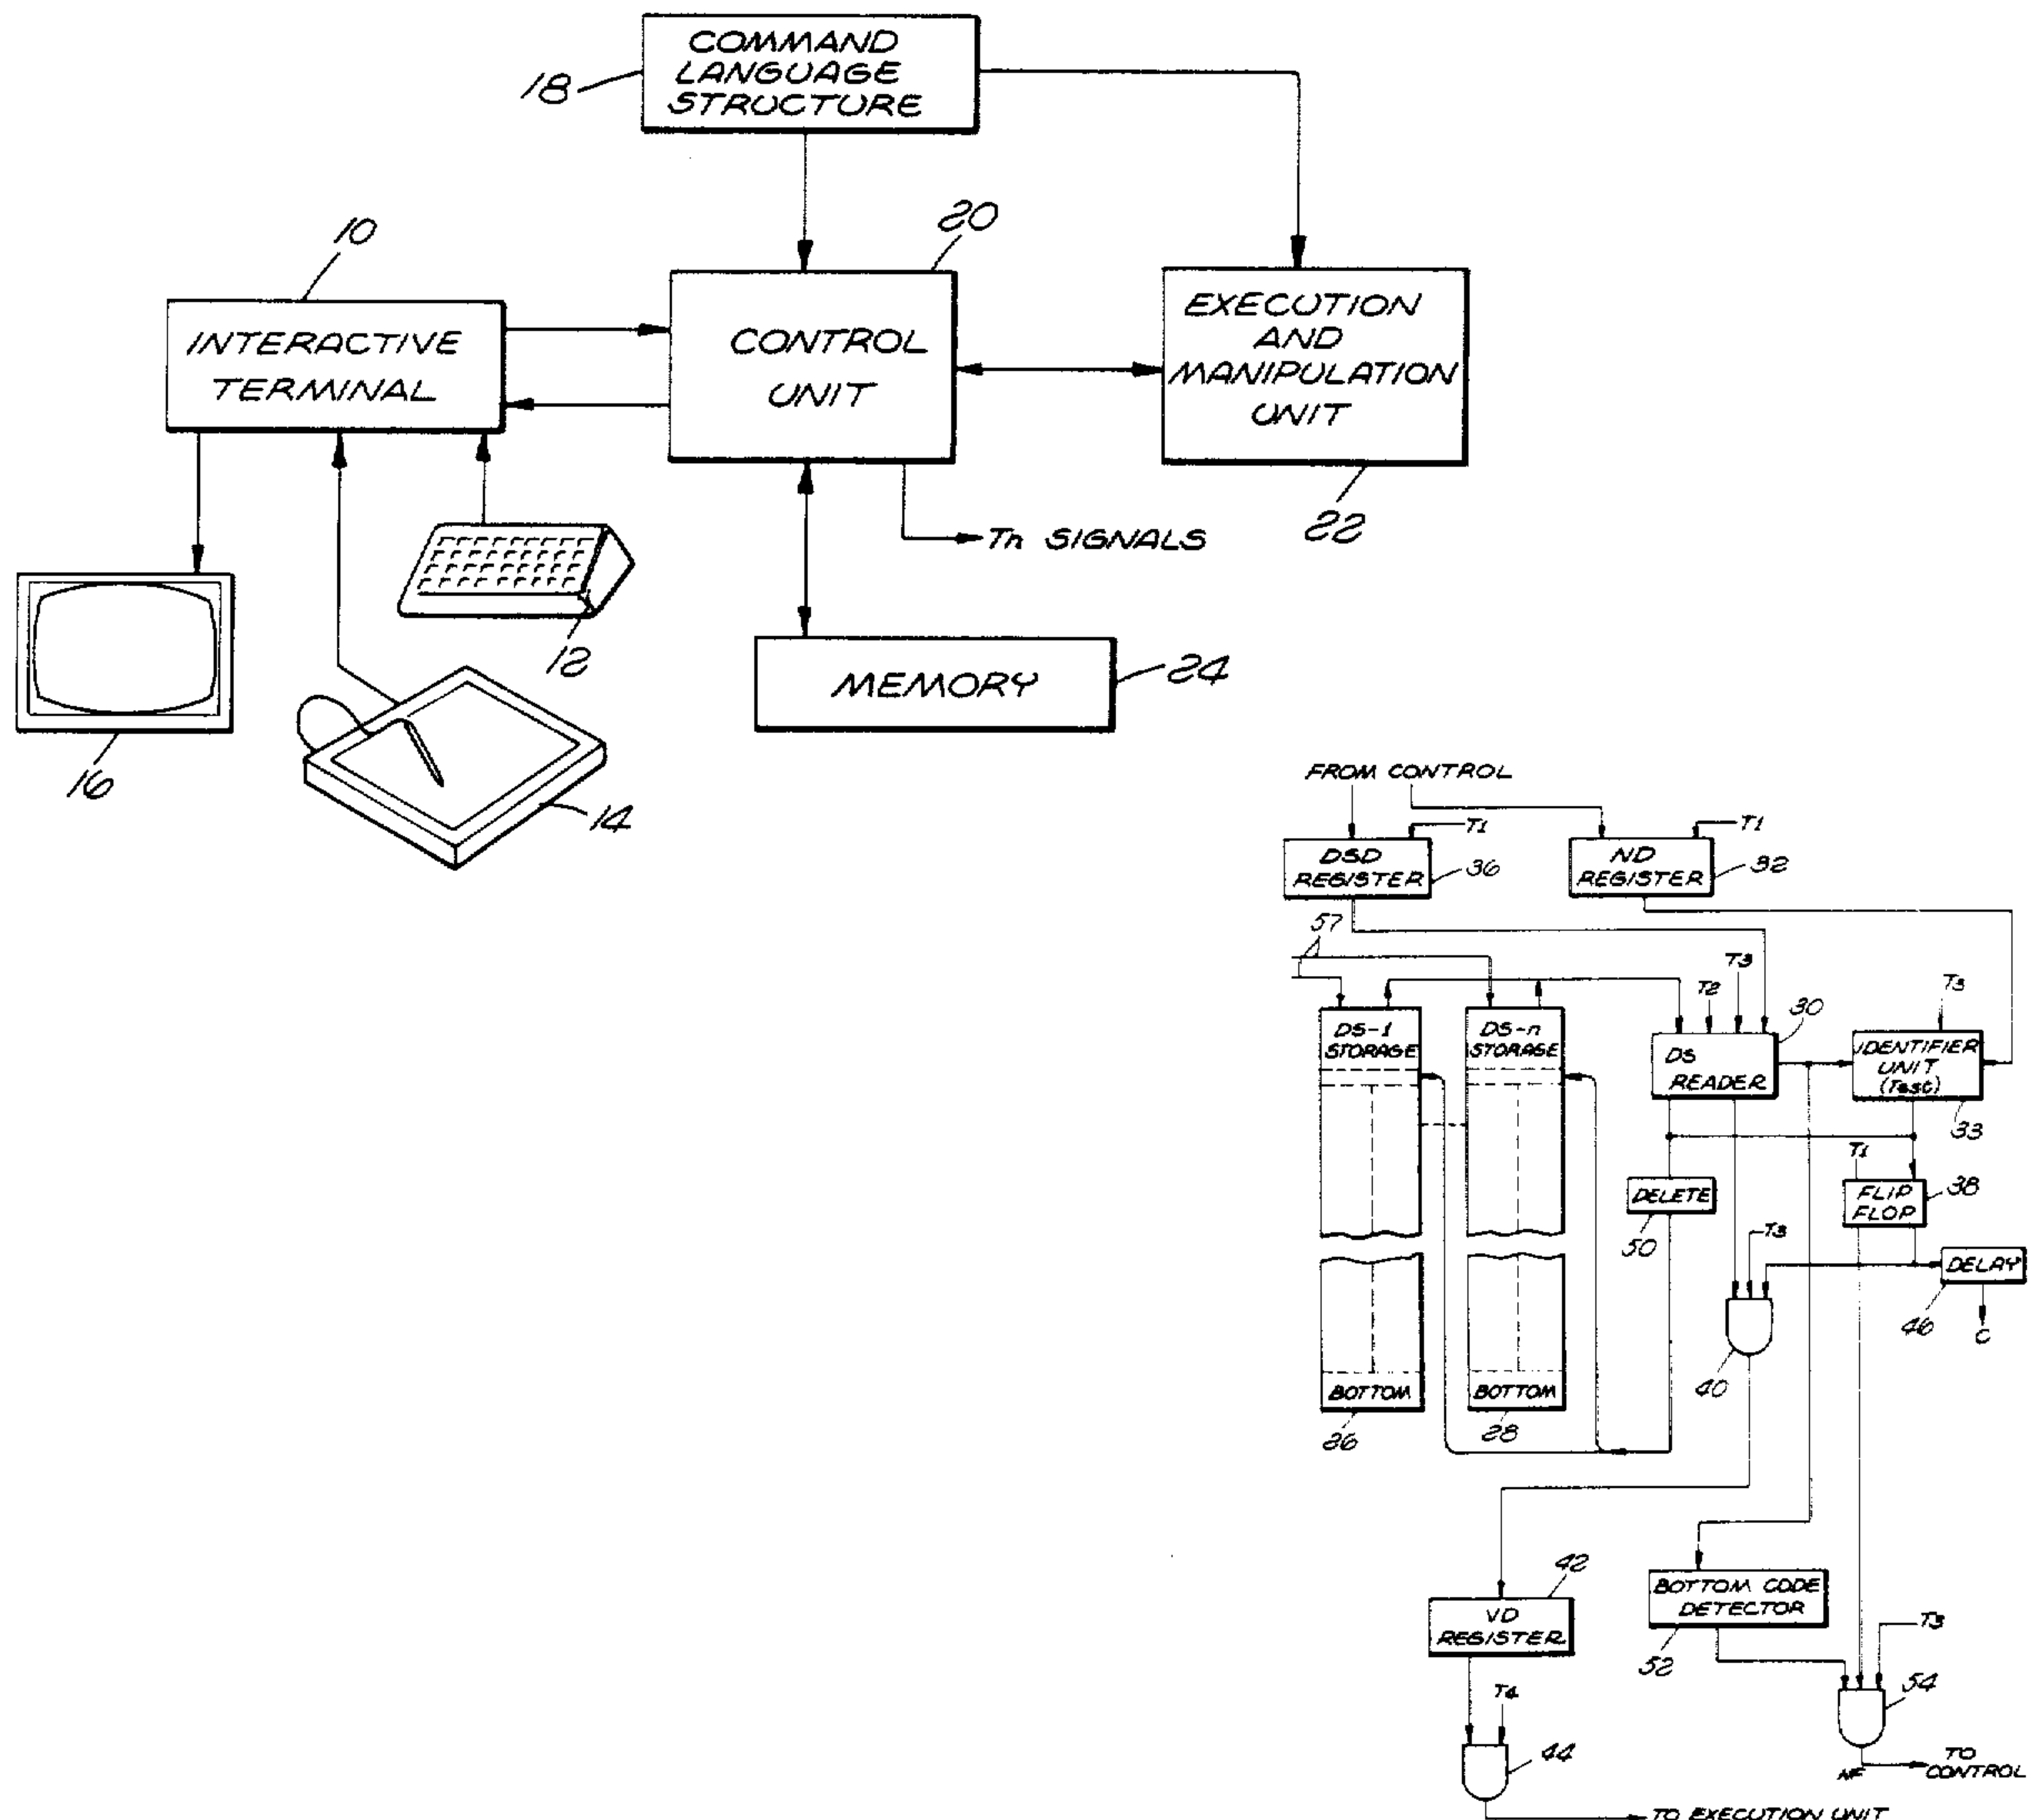 COMMAND
LANGUAGE
STRUCTURE
18
20
10
INTERACTIVE
TERMINAL
CONTROL
UNIT
EXECUTION
AND
MANIPULATION
UNIT
22
Tn SIGNALS
12
MEMORY
24
16
14
FROM CONTROL
T1
T1
DSD
REGISTER
36
ND
REGISTER
32
57
T3
T2
T3
30
DS-1
STORAGE
DS-n
STORAGE
DS
READER
IDENTIFIER
UNIT
(Test)
33
T1
DELETE
50
FLIP
FLOP
38
T3
DELAY
46
C
40
BOTTOM
BOTTOM
26
28
42
VD
REGISTER
BOTTOM CODE
DETECTOR
52
T3
T4
54
44
NF
TO
CONTROL
TO EXECUTION UNIT